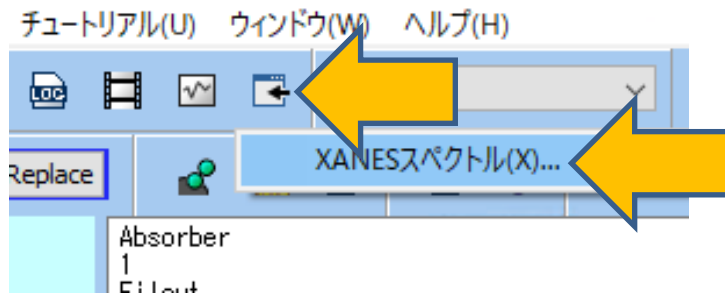 チュートリアル(U) ウィンドウ(W) ヘルプ(H)
LOG
XANESスペクトル(X)...
Replace
Absorber
1
Filout